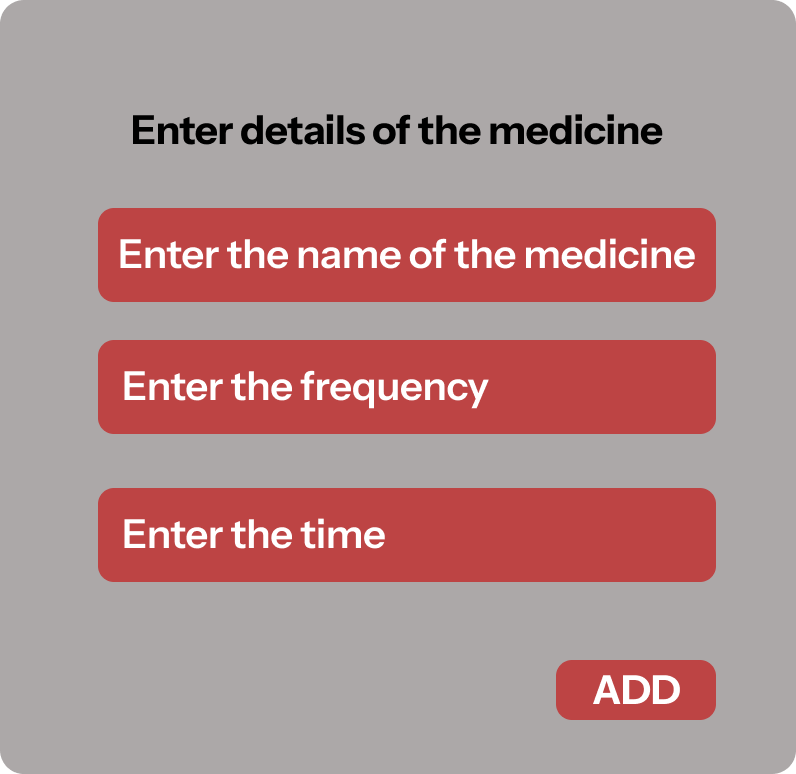 Enter details of the medicine
Enter the name of the medicine
Enter the frequency
Enter the time
ADD